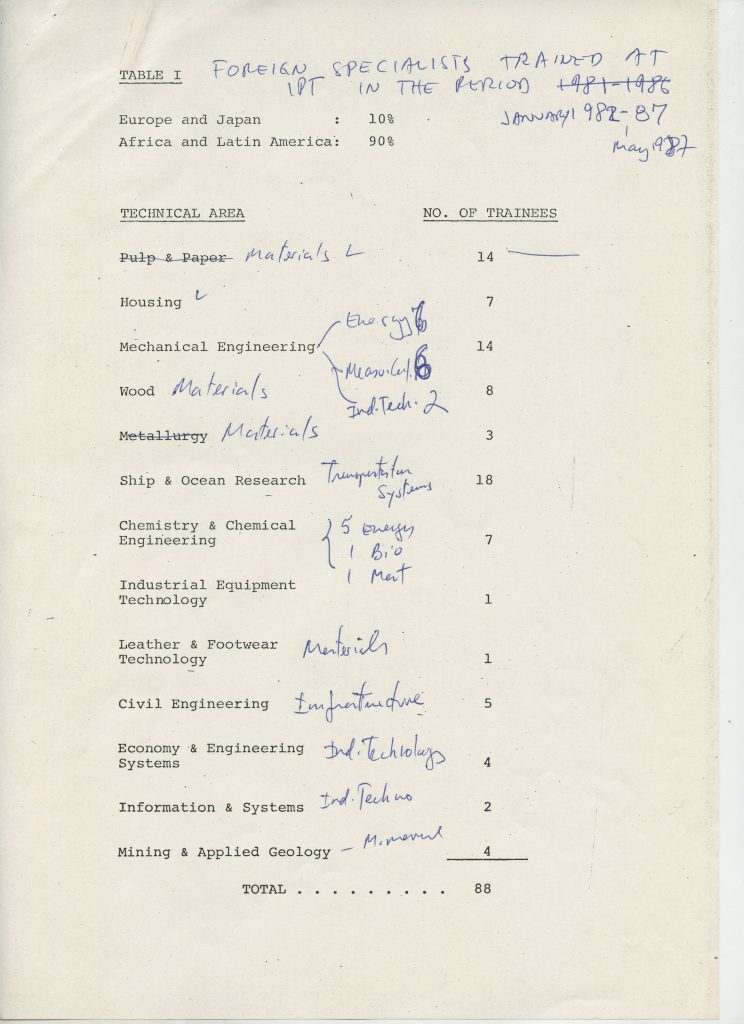 TABLE I FOREIGN SPECIALISTS TRAINED AT
IPT IN THE PERIOD 1981-1986
JANUARY 1982-87
May 1987
Europe and Japan : 10%
Africa and Latin America: 90%
TECHNICAL AREA NO. OF TRAINEES
Pulp & Paper Materials 14
Housing 7
Energy 6
Mechanical Engineering 14
6
Wood Materials 8
Ind. Tech. 2
Metallurgy Materials 3
Ship & Ocean Research Transportation 18
Systems
Chemistry & Chemical 5 Energy
Engineering 1 Bio 7
1 Mat
Industrial Equipment
Technology 1
Leather & Footwear Materials
Technology 1
Civil Engineering Infrastructure 5
Economy & Engineering Ind. Technology
Systems 4
Information & Systems Ind. Techno 2
Mining & Applied Geology - 4
TOTAL . . . . . . . . . 88